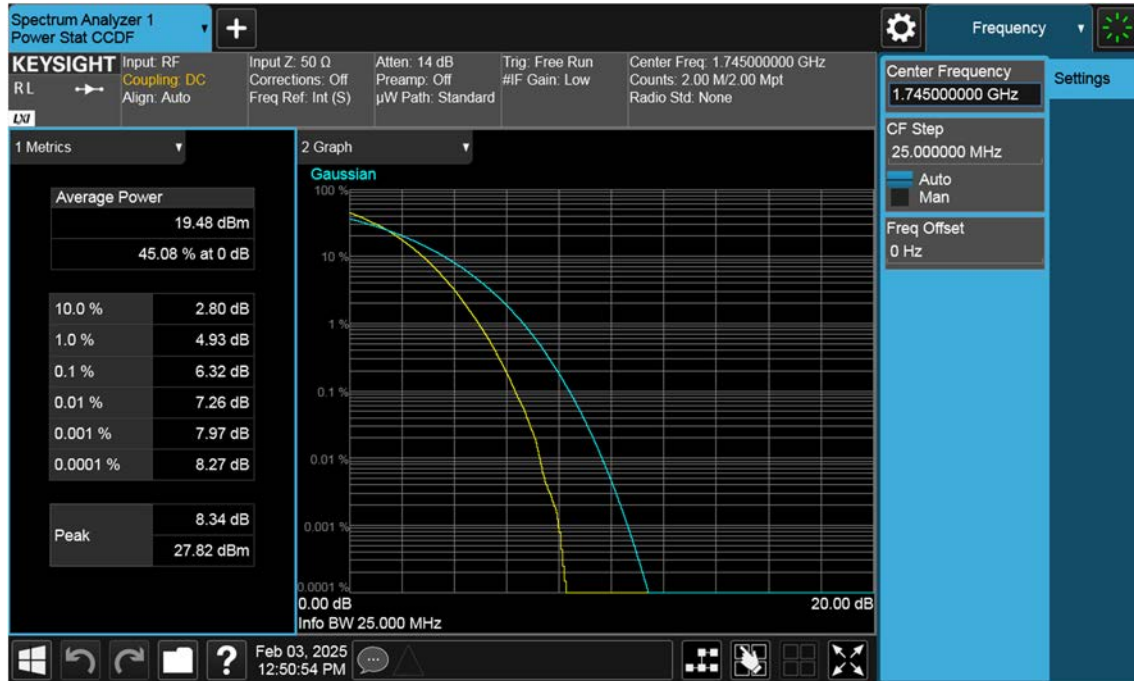 Spectrum Analyzer 1
Power Stat CCDF
+
Frequency
KEYSIGHT
R L
LXI
Input: RF
Coupling: DC
Align: Auto
Input Z: 50 Ω
Corrections: Off
Freq Ref: Int (S)
Atten: 14 dB
Preamp: Off
µW Path: Standard
Trig: Free Run
#IF Gain: Low
Center Freq: 1.745000000 GHz
Counts: 2.00 M/2.00 Mpt
Radio Std: None
Center Frequency
1.745000000 GHz
Settings
CF Step
25.000000 MHz
Auto
Man
Freq Offset
0 Hz
1 Metrics
Average Power
19.48 dBm
45.08 % at 0 dB
10.0 % 2.80 dB
1.0 % 4.93 dB
0.1 % 6.32 dB
0.01 % 7.26 dB
0.001 % 7.97 dB
0.0001 % 8.27 dB
Peak
8.34 dB
27.82 dBm
2 Graph
Gaussian
100 %
10 %
1 %
0.1 %
0.01 %
0.001 %
0.0001 %
0.00 dB 20.00 dB
Info BW 25.000 MHz
?
Feb 03, 2025
12:50:54 PM